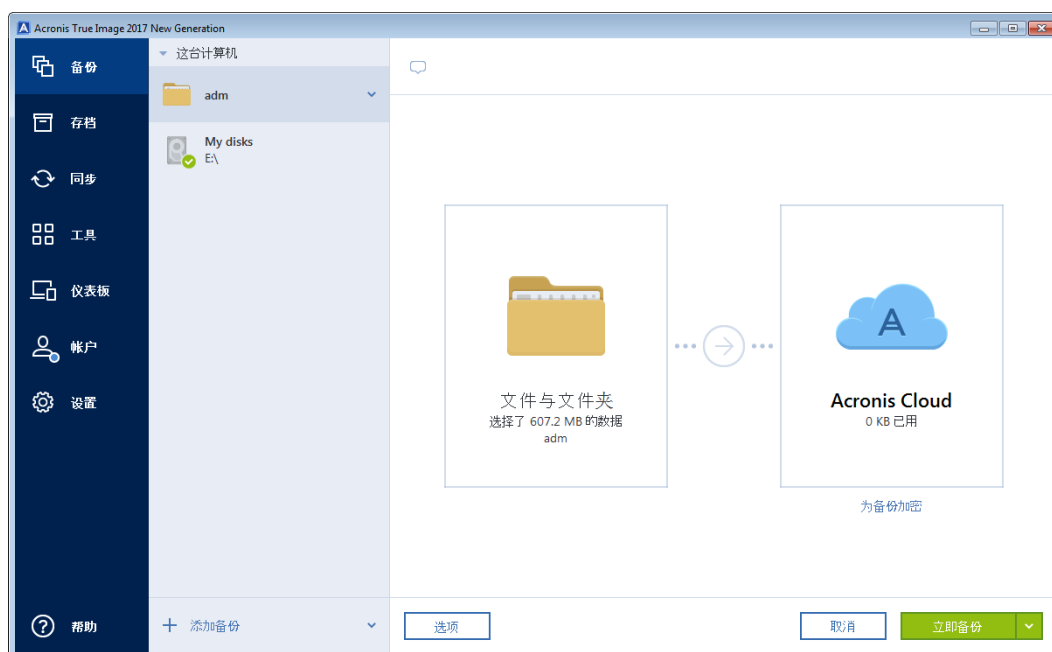 Acronis True Image 2017 New Generation
备份
存档
同步
工具
仪表板
帐户
设置
帮助
这台计算机
adm
My disks
E:\
添加备份
文件与文件夹
选择了 607.2 MB 的数据
adm
Acronis Cloud
0 KB 已用
为备份加密
选项
取消
立即备份